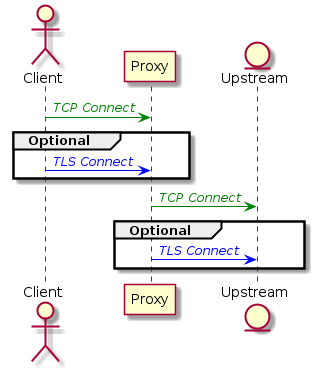 Client
Proxy
Upstream
TCP Connect
Optional
TLS Connect
TCP Connect
Optional
TLS Connect
Client
Proxy
Upstream